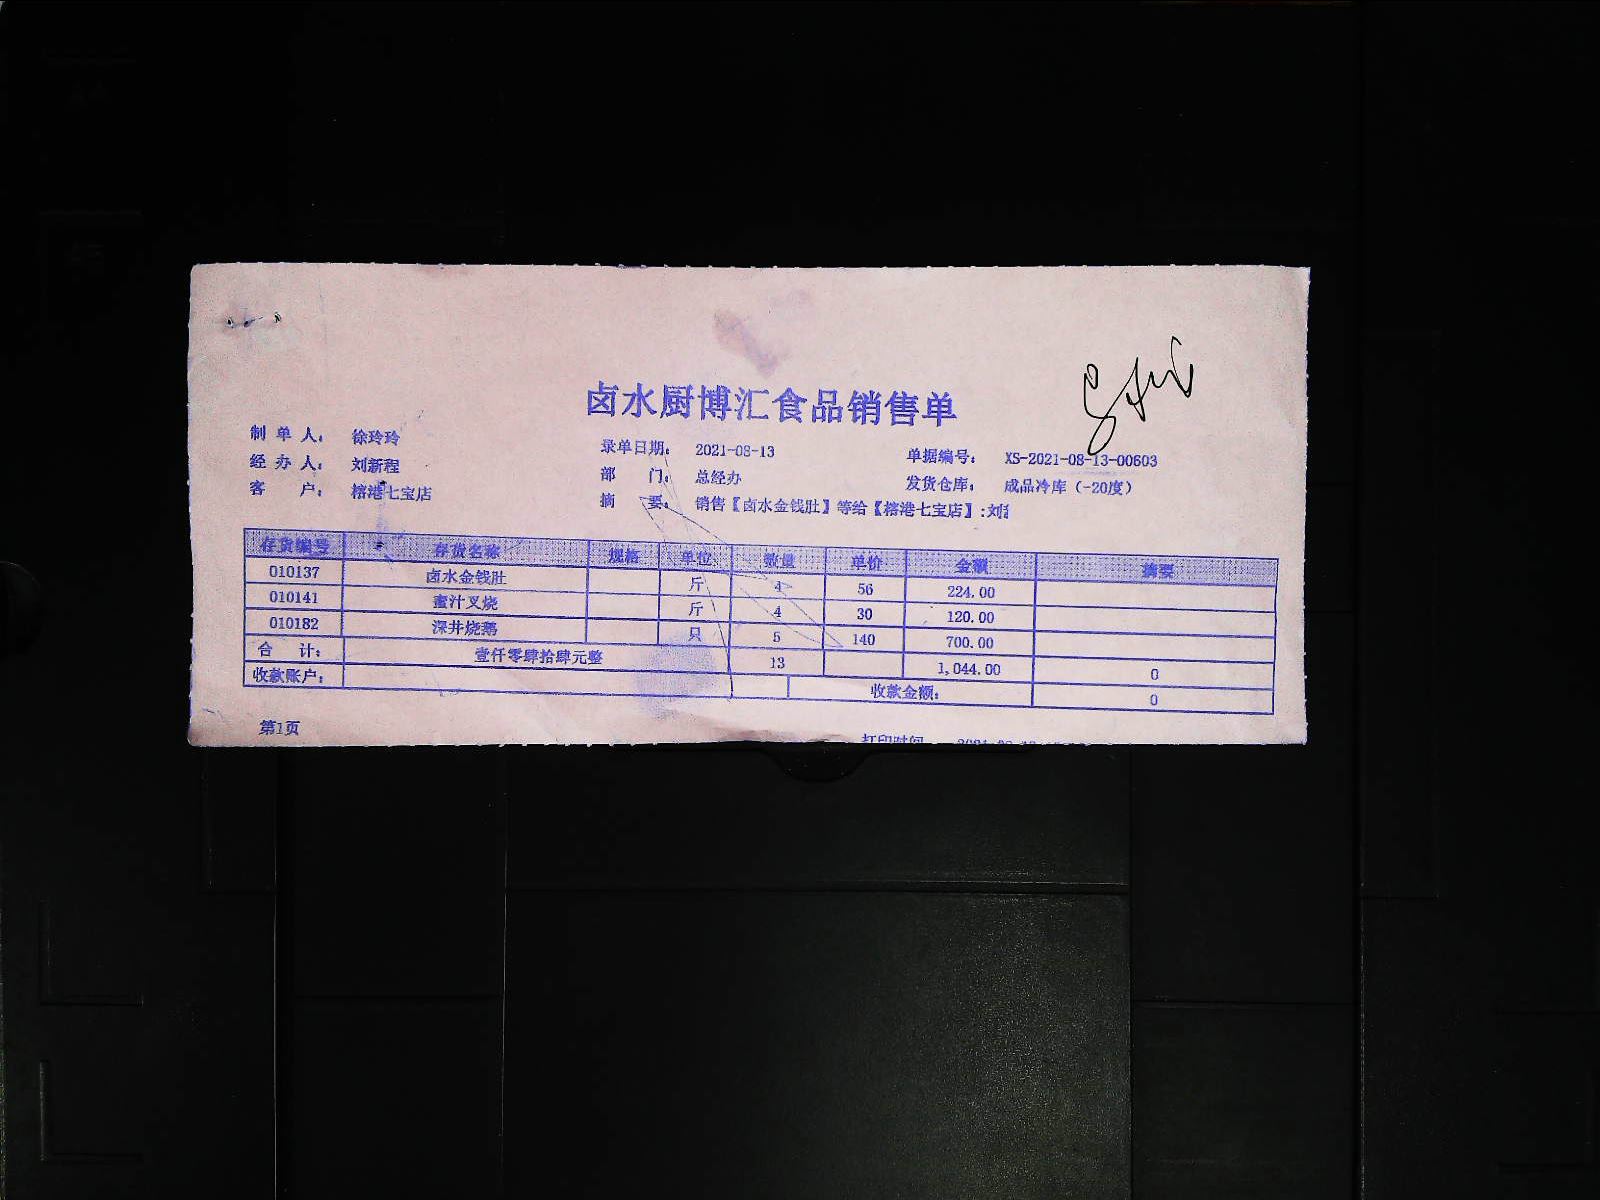 卤水厨博汇食品销售单
制单人： 徐玲玲 录单日期： 2021-08-13 单据编号： XS-2021-08-13-00603
经办人： 刘新程 部门： 总经办 发货仓库： 成品冷库（-20度）
客户： 榕港七宝店 摘要： 销售【卤水金钱肚】等给【榕港七宝店】:刘
存货编号 存货名称 规格 单位 数量 单价 金额 摘要
010137 卤水金钱肚 斤 4 56 224.00
010141 蜜汁叉烧 斤 4 30 120.00
010182 深井烧鹅 只 5 140 700.00
合计： 壹仟零肆拾肆元整 13 1,044.00 0
收款账户： 收款金额： 0
第1页 打印时间